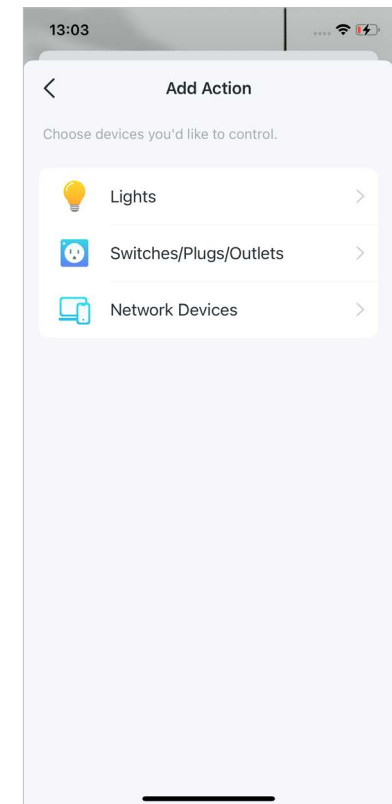 13:03
Add Action
Choose devices you'd like to control.
Lights
Switches/Plugs/Outlets
Network Devices